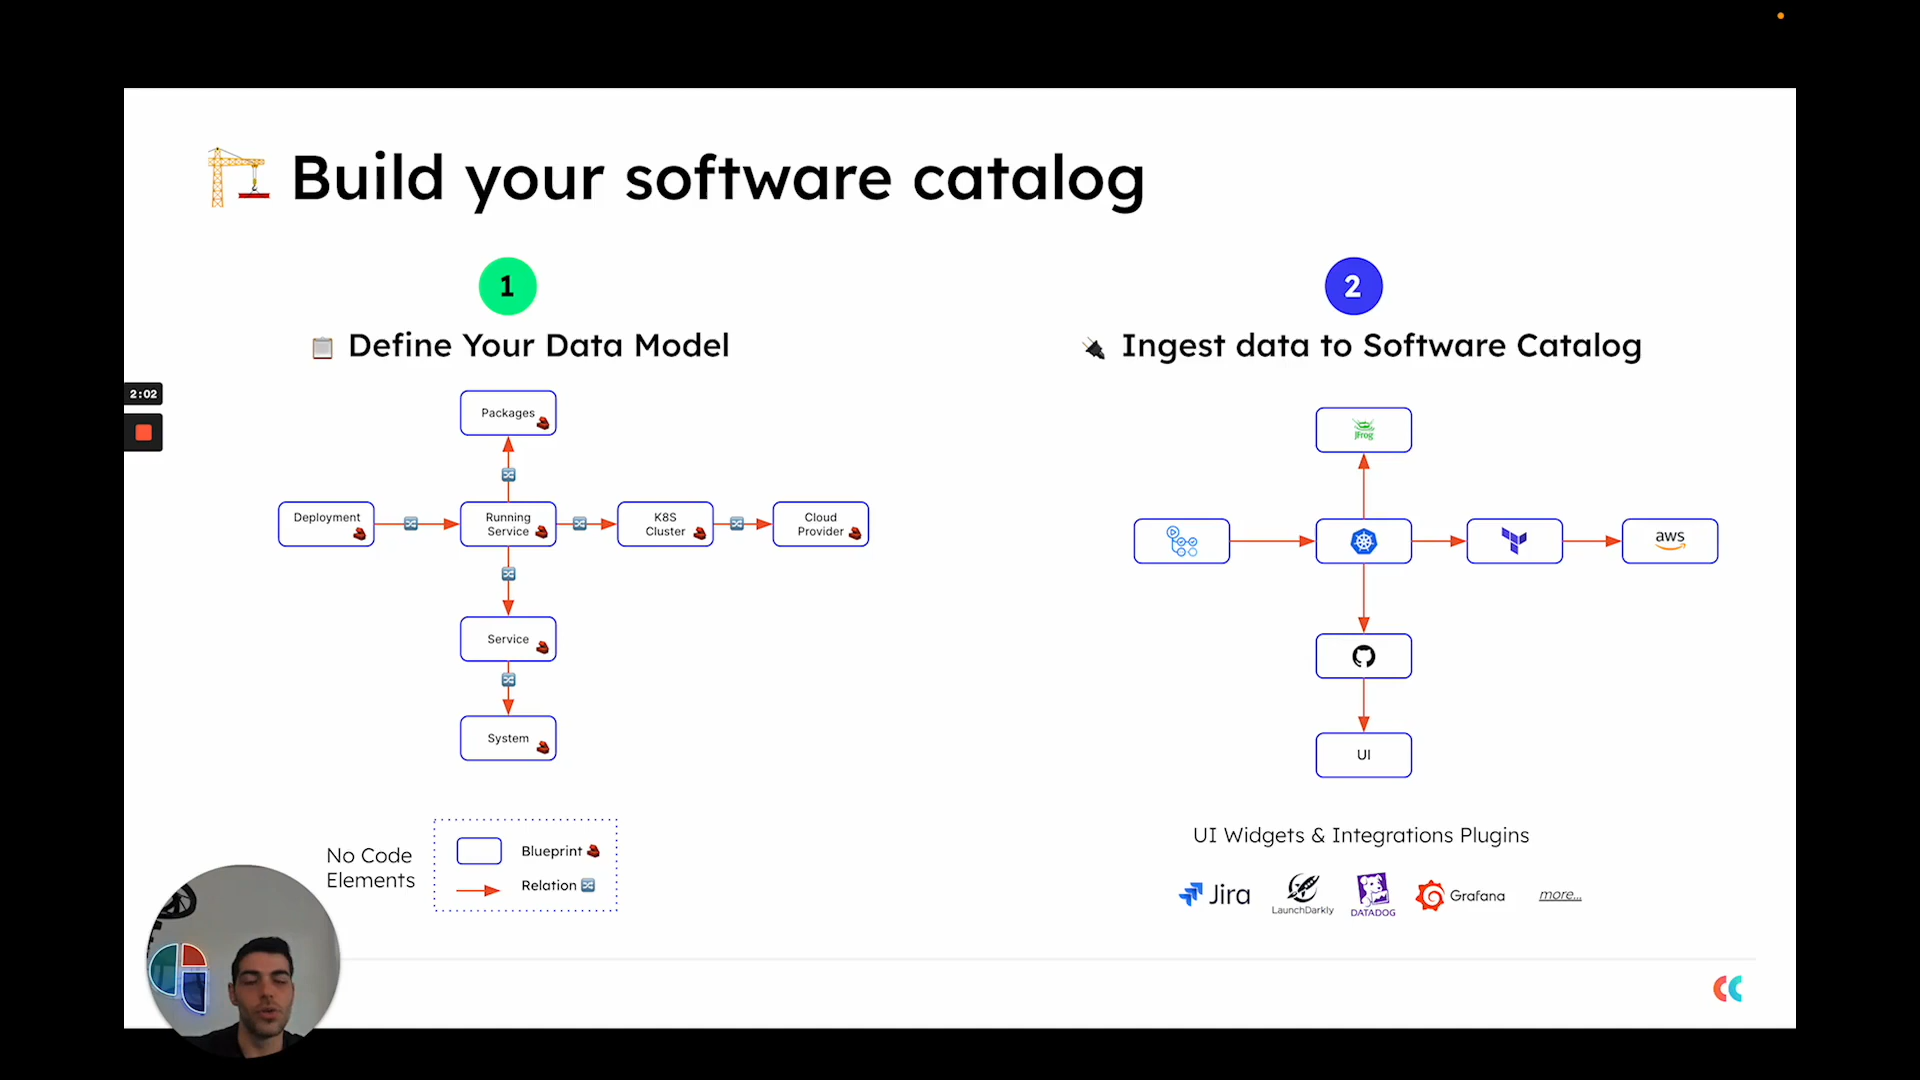 Build your software catalog
1
Define Your Data Model
Packages
Deployment
Running
Service
K8S
Cluster
Cloud
Provider
Service
System
No Code
Elements
Blueprint
Relation
2
Ingest data to Software Catalog
JFrog
aws
UI
UI Widgets & Integrations Plugins
Jira
LaunchDarkly
DATADOG
Grafana
more...
2:02